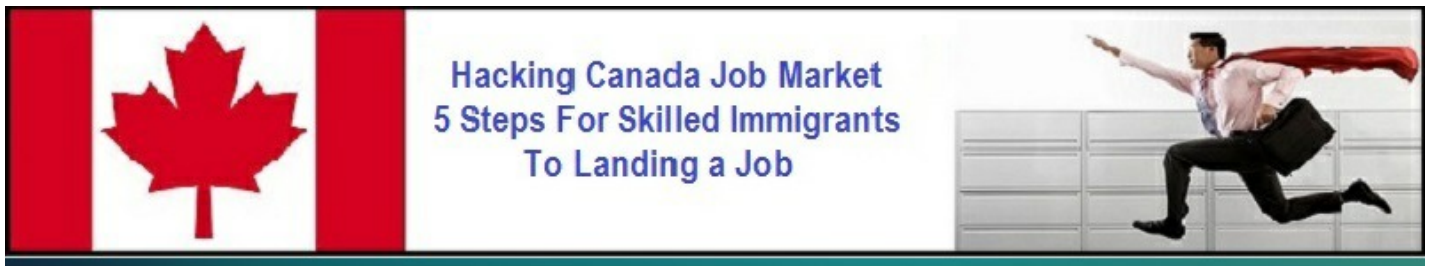 Hacking Canada Job Market
5 Steps For Skilled Immigrants
To Landing a Job